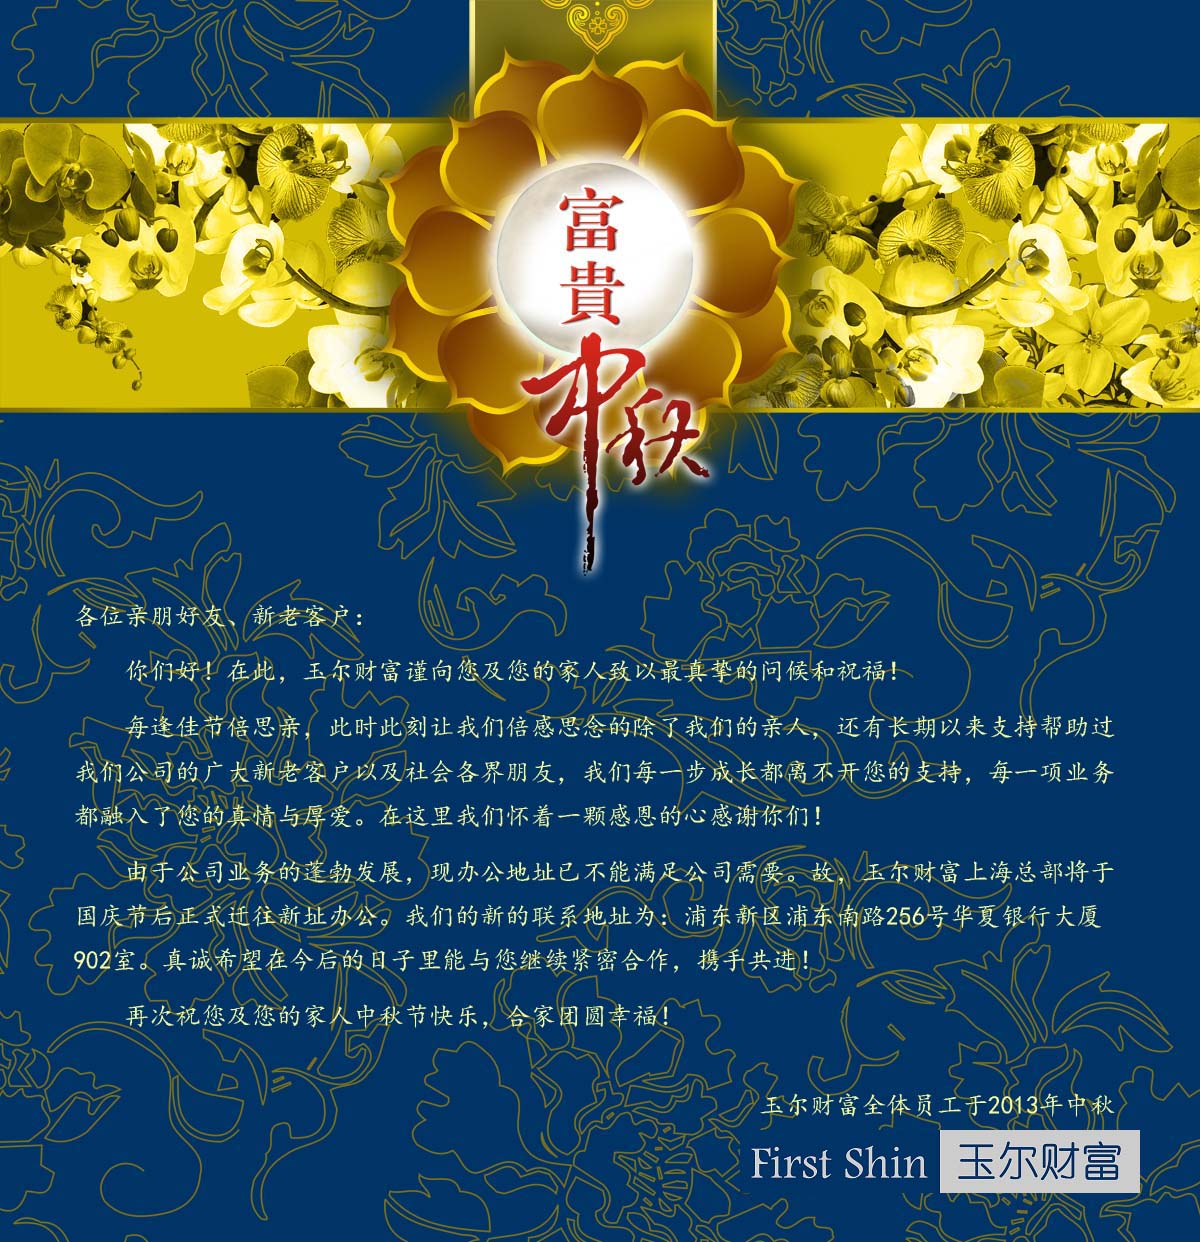 富貴
中秋
各位亲朋好友、新老客户：
你们好！在此，玉尔财富谨向您及您的家人致以最真挚的问候和祝福！
每逢佳节倍思亲，此时此刻让我们倍感思念的除了我们的亲人，还有长期以来支持帮助过
我们公司的广大新老客户以及社会各界朋友，我们每一步成长都离不开您的支持，每一项业务
都融入了您的真情与厚爱。在这里我们怀着一颗感恩的心感谢你们！
由于公司业务的蓬勃发展，现办公地址已不能满足公司需要。故，玉尔财富上海总部将于
国庆节后正式迁往新址办公。我们的新的联系地址为：浦东新区浦东南路256号华夏银行大厦
902室。真诚希望在今后的日子里能与您继续紧密合作，携手共进！
再次祝您及您的家人中秋节快乐，合家团圆幸福！
玉尔财富全体员工于2013年中秋
First Shin 玉尔财富